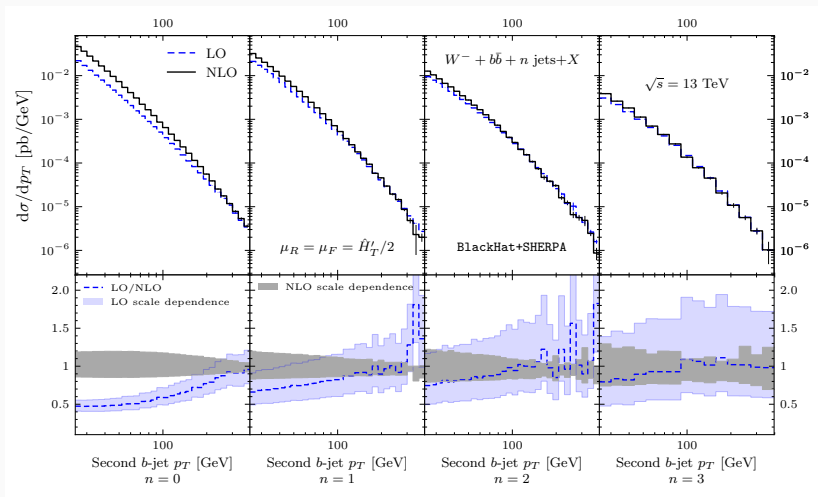 100 100 100 100
10⁻²
10⁻³
10⁻⁴
10⁻⁵
10⁻⁶
dσ/dp_T [pb/GeV]
LO
NLO
μ_R = μ_F = Ĥ′_T/2
W⁻ + bb̄ + n jets+X
BlackHat+SHERPA
√s = 13 TeV
10⁻²
10⁻³
10⁻⁴
10⁻⁵
10⁻⁶
2.0
1.5
1
0.5
LO/NLO
LO scale dependence
NLO scale dependence
2.0
1.5
1
0.5
100 100 100 100
Second b-jet p_T [GeV] Second b-jet p_T [GeV] Second b-jet p_T [GeV] Second b-jet p_T [GeV]
n = 0 n = 1 n = 2 n = 3